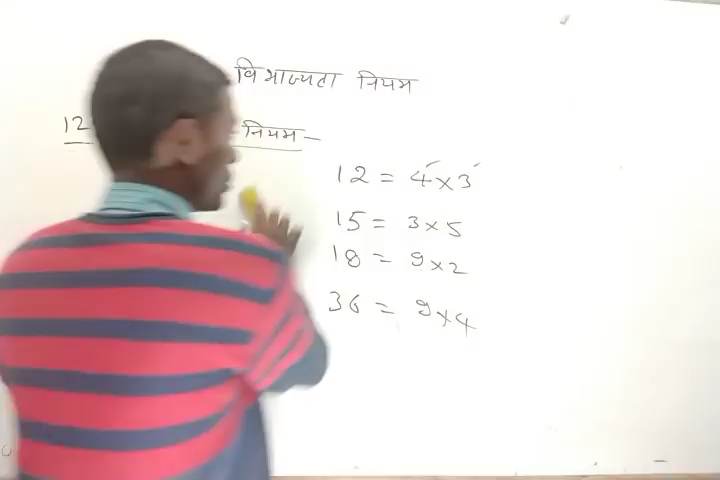 विभाज्यता नियम
12 नियम –
12 = 4 × 3
15 = 3 × 5
18 = 9 × 2
36 = 9 × 4